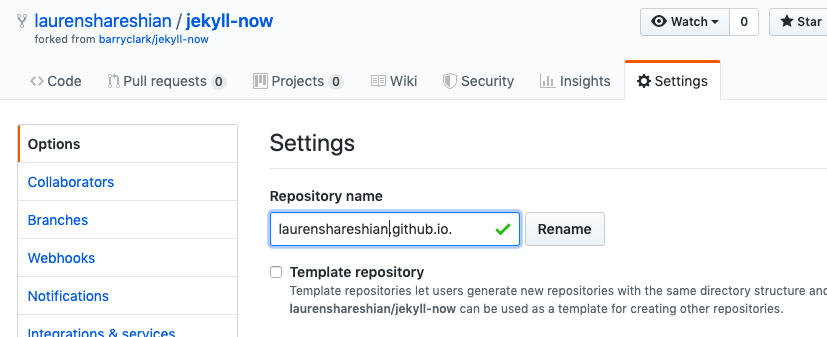 laurenshareshian / jekyll-now
Watch 0 Star
forked from barryclark/jekyll-now
Code Pull requests 0 Projects 0 Wiki Security Insights Settings
Options
Collaborators
Branches
Webhooks
Notifications
Integrations & services
Settings
Repository name
laurenshareshian.github.io. Rename
Template repository
Template repositories let users generate new repositories with the same directory structure and
laurenshareshian/jekyll-now can be used as a template for creating other repositories.